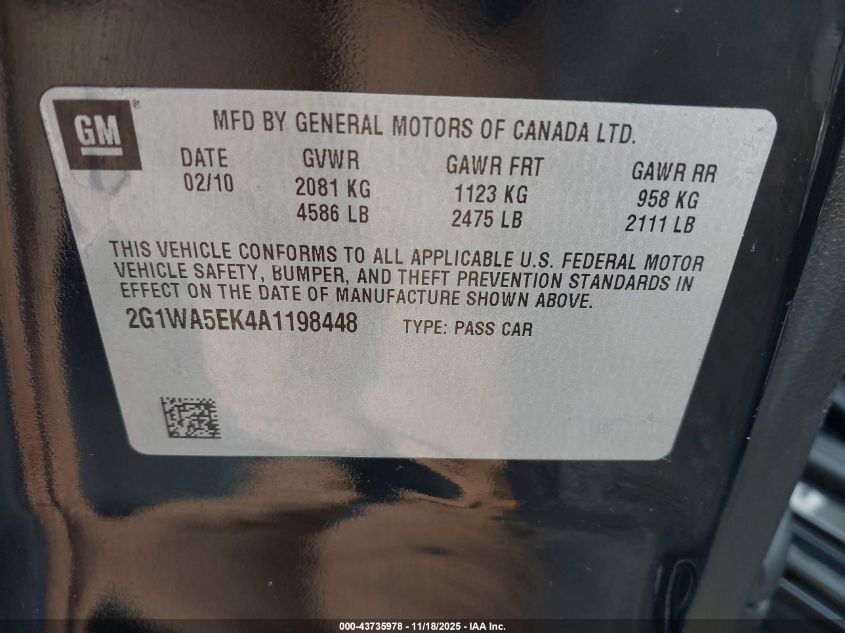 GM ®
MFD BY GENERAL MOTORS OF CANADA LTD.
DATE GVWR GAWR FRT GAWR RR
02/10 2081 KG 1123 KG 958 KG
4586 LB 2475 LB 2111 LB
THIS VEHICLE CONFORMS TO ALL APPLICABLE U.S. FEDERAL MOTOR
VEHICLE SAFETY, BUMPER, AND THEFT PREVENTION STANDARDS IN
EFFECT ON THE DATE OF MANUFACTURE SHOWN ABOVE.
2G1WA5EK4A1198448 TYPE: PASS CAR
000-43735978 - 11/18/2025 - IAA Inc.